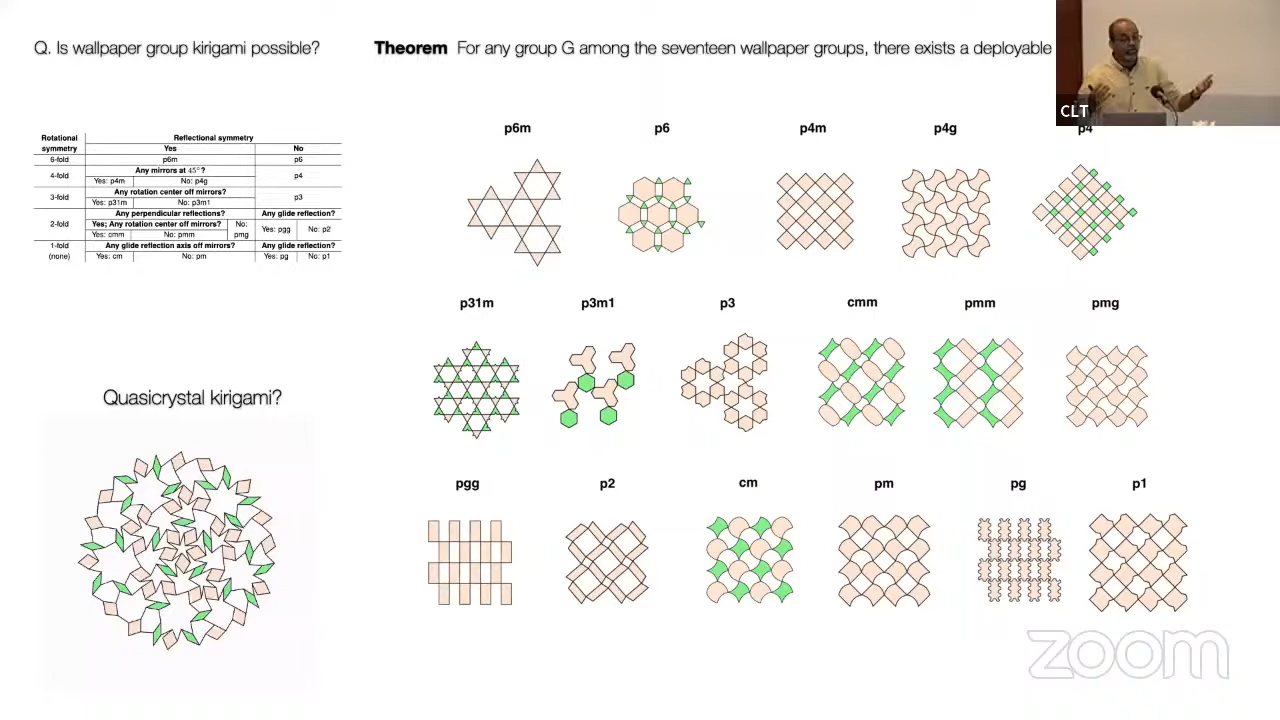 Q. Is wallpaper group kirigami possible?
Theorem For any group G among the seventeen wallpaper groups, there exists a deployable
CLT
Rotational symmetry
Reflectional symmetry
Yes
No
6-fold
p6m
p6
4-fold
Any mirrors at 45°?
Yes: p4m
No: p4g
p4
3-fold
Any rotation center off mirrors?
Yes: p31m
No: p3m1
p3
2-fold
Any perpendicular reflections?
Any glide reflection?
Yes; Any rotation center off mirrors?
No: pmg
Yes: cmm
No: pmm
Yes: pgg
No: p2
1-fold (none)
Any glide reflection axis off mirrors?
Any glide reflection?
Yes: cm
No: pm
Yes: pg
No: p1
p6m
p6
p4m
p4g
p4
p31m
p3m1
p3
cmm
pmm
pmg
Quasicrystal kirigami?
pgg
p2
cm
pm
pg
p1
zoom